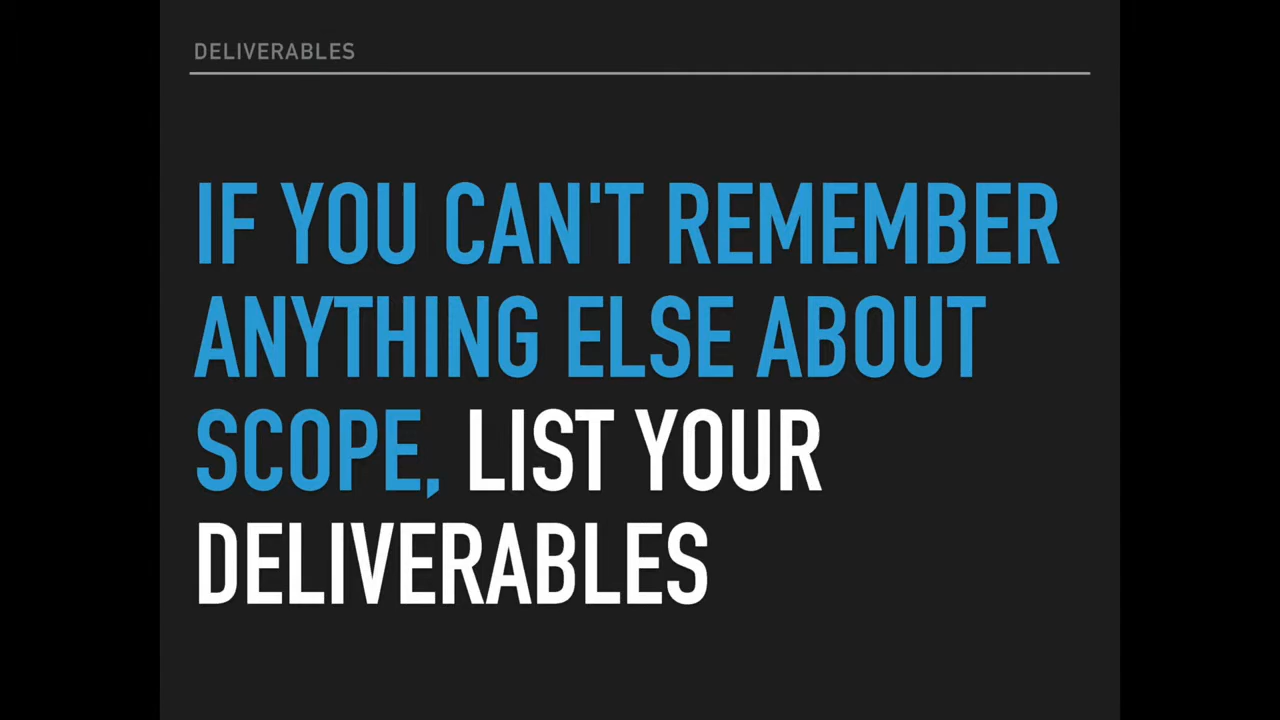 DELIVERABLES
IF YOU CAN'T REMEMBER
ANYTHING ELSE ABOUT
SCOPE, LIST YOUR
DELIVERABLES